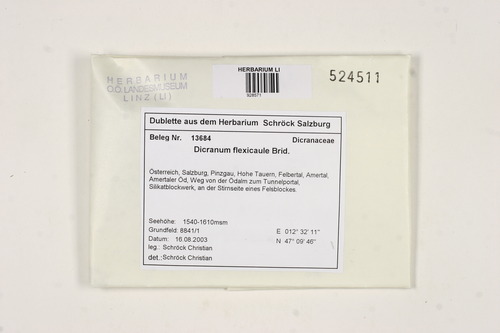 HERBARIUM
O.Ö. LANDESMUSEUM
LINZ (LI)
HERBARIUM LI
928571
524511
Dublette aus dem Herbarium Schröck Salzburg
Beleg Nr. 13684 Dicranaceae
Dicranum flexicaule Brid.
Österreich, Salzburg, Pinzgau, Hohe Tauern, Felbertal, Amertal,
Amertaler Öd, Weg von der Ödalm zum Tunnelportal,
Silikatblockwerk, an der Stirnseite eines Felsblockes.
Seehöhe: 1540-1610msm
Grundfeld: 8841/1 E 012° 32' 11"
Datum: 16.08.2003 N 47° 09' 46"
leg.: Schröck Christian
det.: Schröck Christian